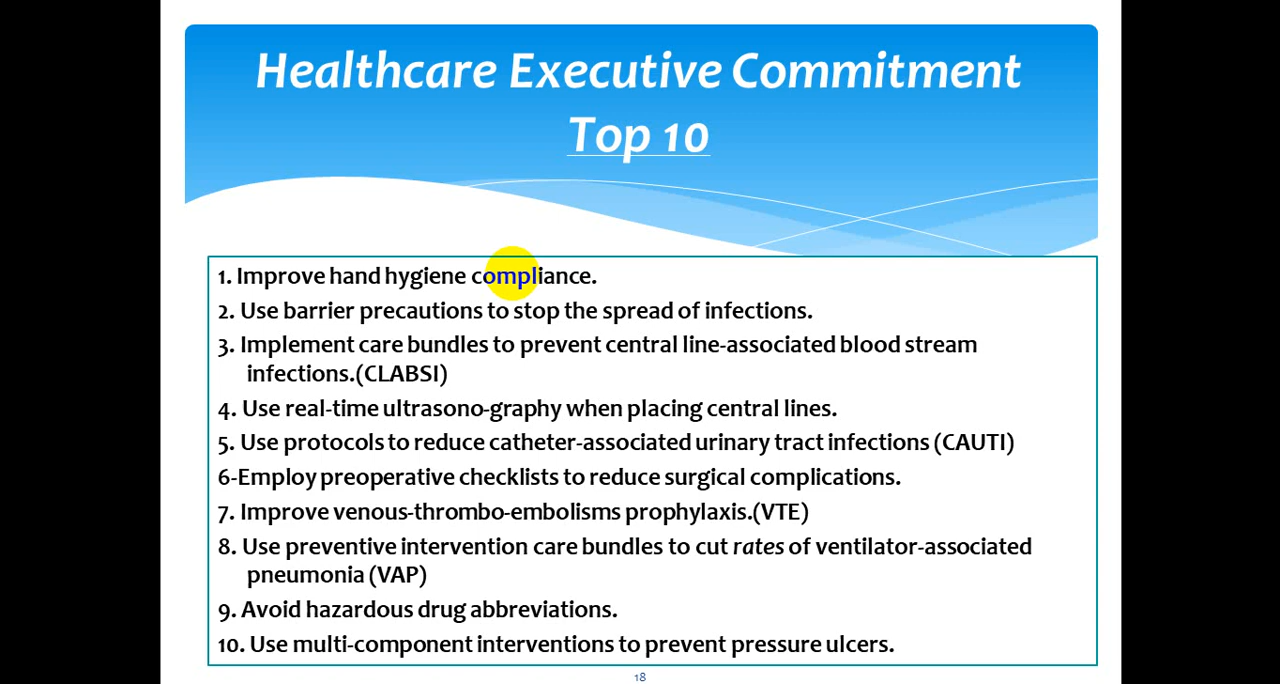 Healthcare Executive Commitment
Top 10
1. Improve hand hygiene compliance.
2. Use barrier precautions to stop the spread of infections.
3. Implement care bundles to prevent central line-associated blood stream
infections.(CLABSI)
4. Use real-time ultrasono-graphy when placing central lines.
5. Use protocols to reduce catheter-associated urinary tract infections (CAUTI)
6-Employ preoperative checklists to reduce surgical complications.
7. Improve venous-thrombo-embolisms prophylaxis.(VTE)
8. Use preventive intervention care bundles to cut rates of ventilator-associated
pneumonia (VAP)
9. Avoid hazardous drug abbreviations.
10. Use multi-component interventions to prevent pressure ulcers.
18